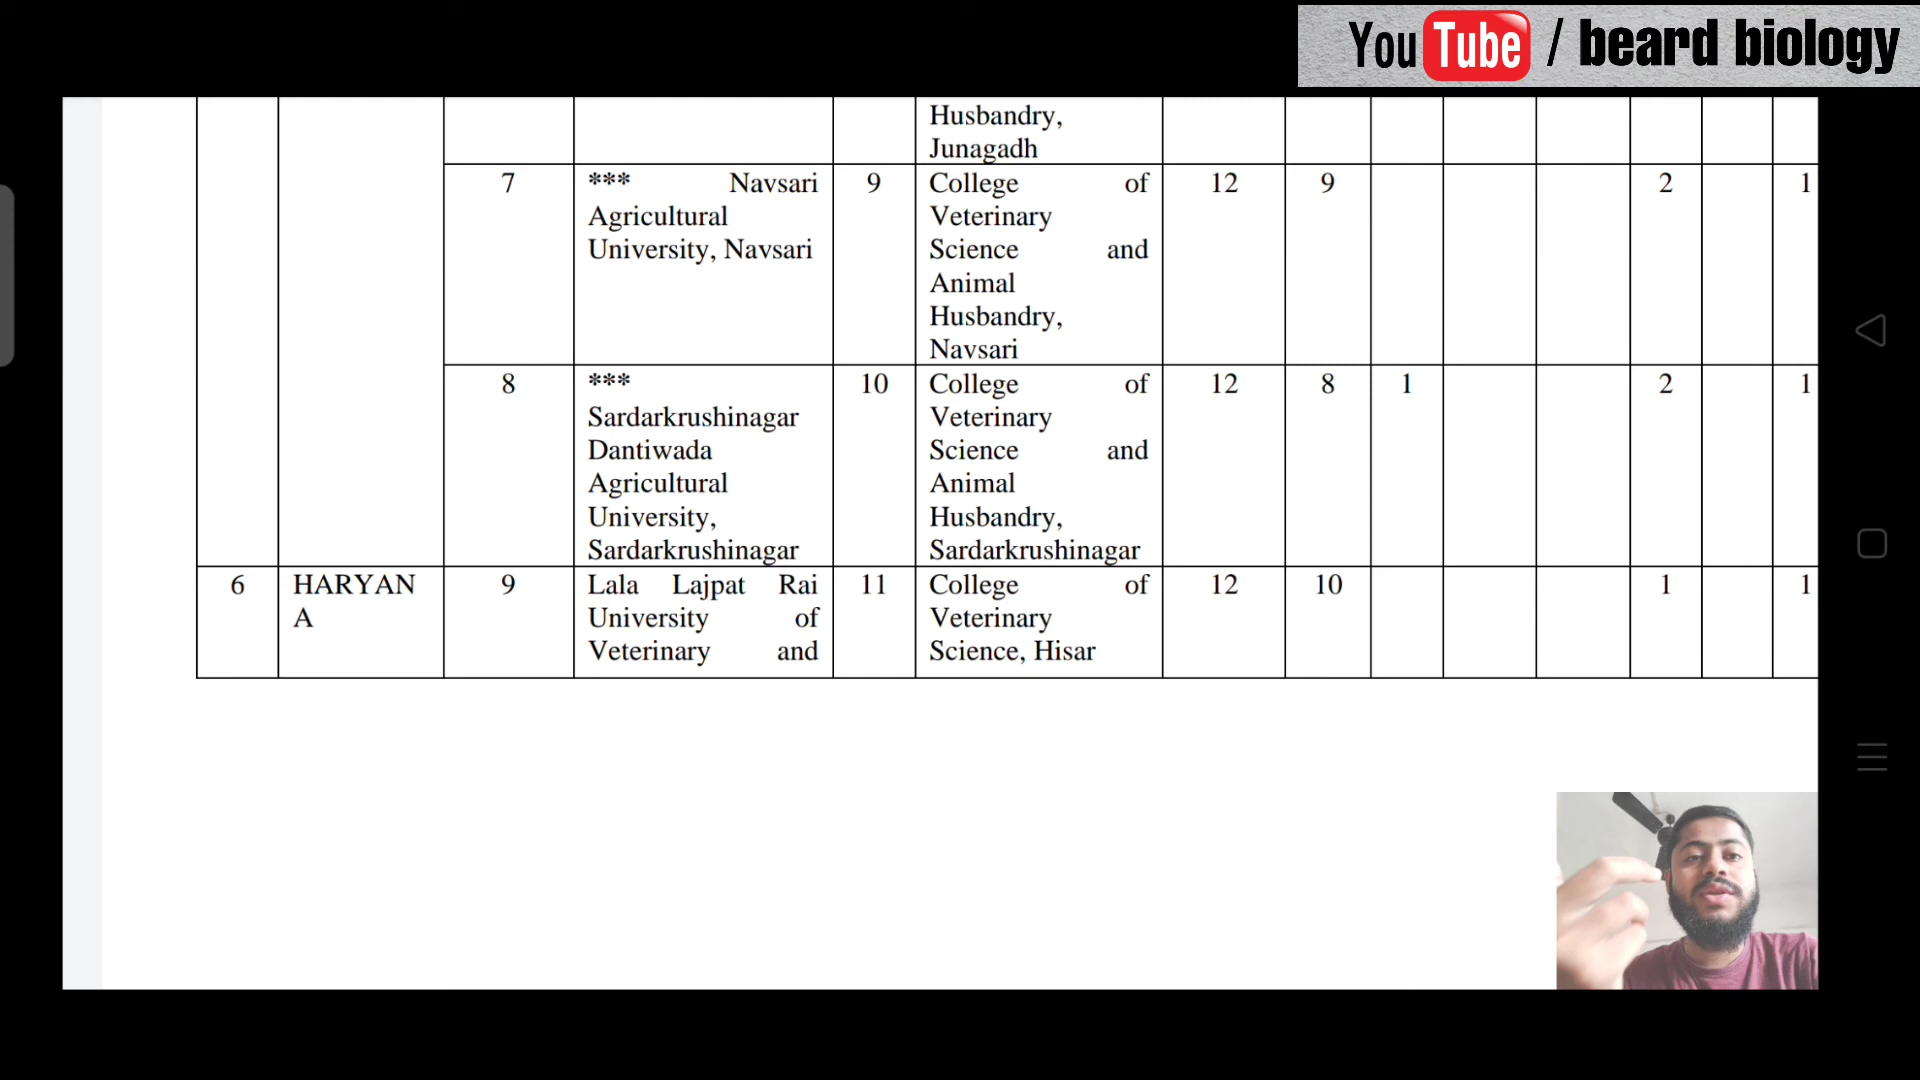 YouTube / beard biology
Husbandry,
Junagadh
7 *** Navsari 9 College of 12 9 2 1
Agricultural Veterinary
University, Navsari Science and
Animal
Husbandry,
Navsari
8 *** 10 College of 12 8 1 2 1
Sardarkrushinagar Veterinary
Dantiwada Science and
Agricultural Animal
University, Husbandry,
Sardarkrushinagar Sardarkrushinagar
6 HARYAN 9 Lala Lajpat Rai 11 College of 12 10 1 1
A University of Veterinary
Veterinary and Science, Hisar